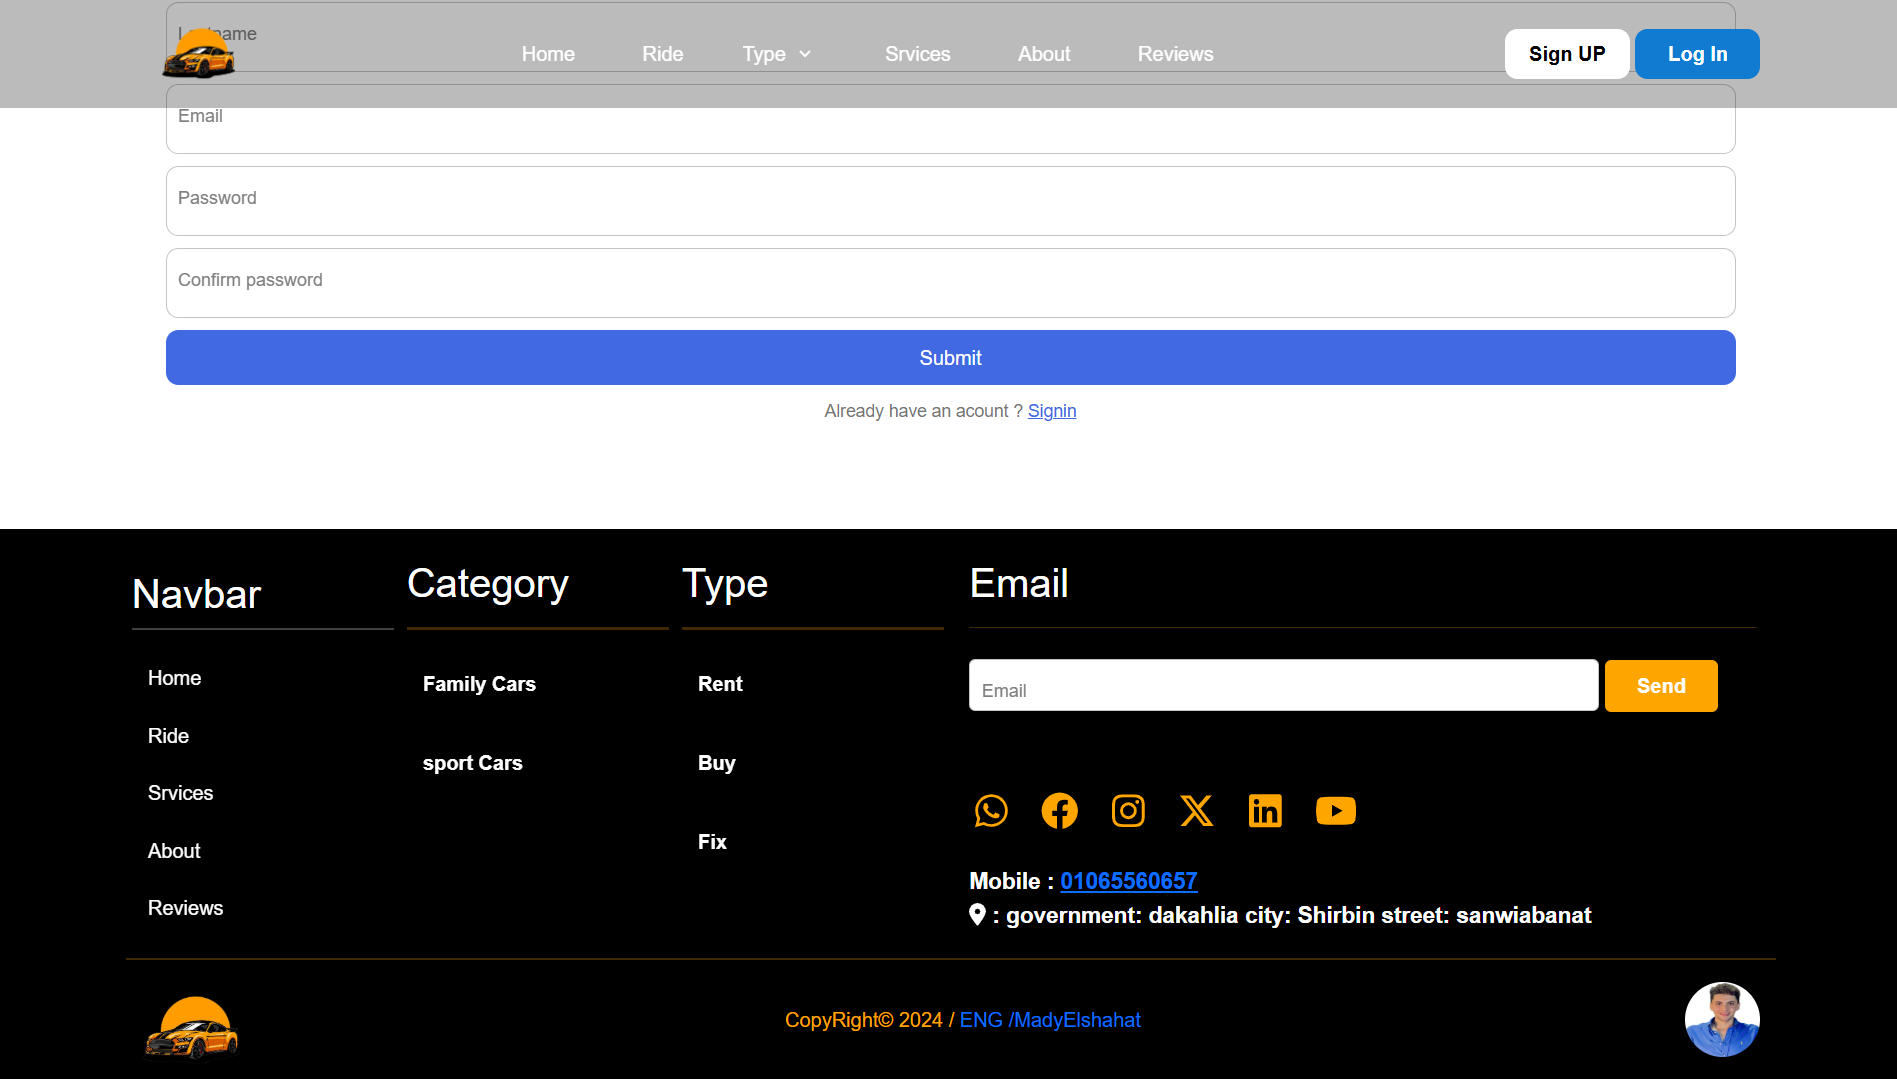 Home Ride Type Srvices About Reviews Sign UP Log In
Email
Password
Confirm password
Submit
Already have an acount ? Signin
Navbar
Home
Ride
Srvices
About
Reviews
Category
Family Cars
sport Cars
Type
Rent
Buy
Fix
Email
Email Send
Mobile : 01065560657
: government: dakahlia city: Shirbin street: sanwiabanat
CopyRight© 2024 / ENG /MadyElshahat